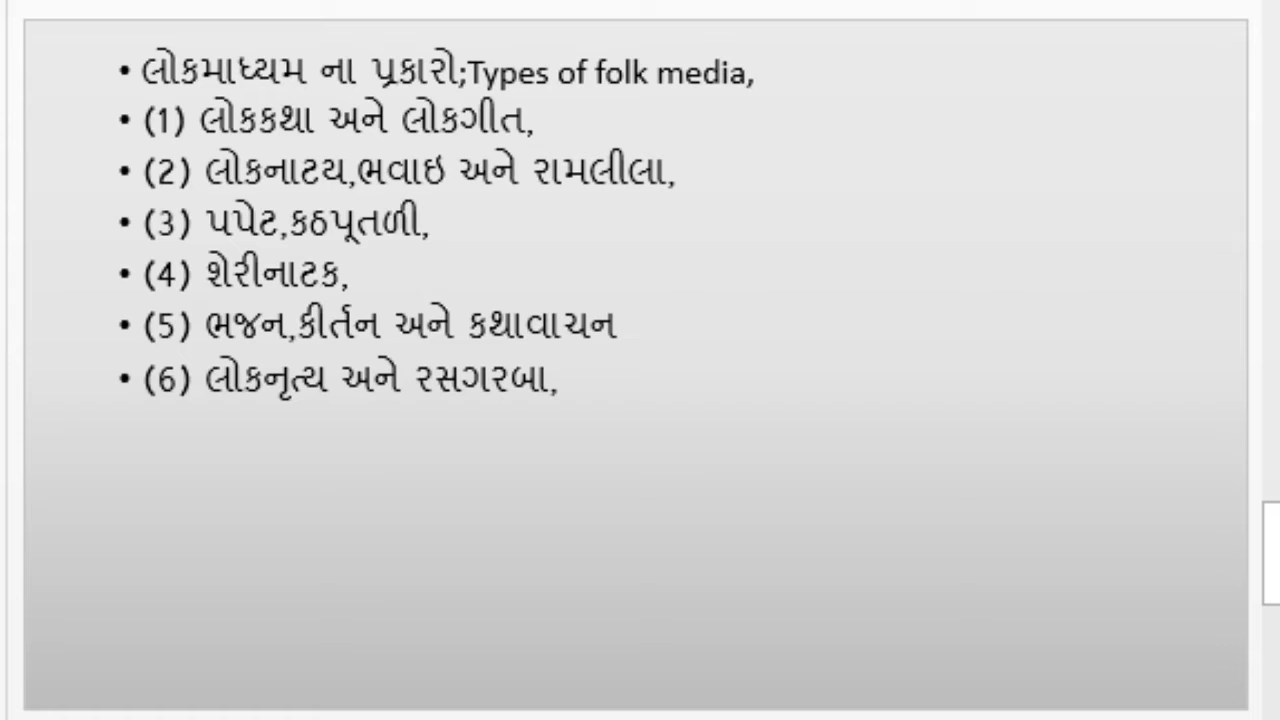 • લોકમાધ્યમ ના પ્રકારો;Types of folk media,
• (1) લોકકથા અને લોકગીત,
• (2) લોકનાટય,ભવાઇ અને રામલીલા,
• (3) પપેટ,કઠપૂતળી,
• (4) શેરીનાટક,
• (5) ભજન,કીર્તન અને કથાવાચન
• (6) લોકનૃત્ય અને રસગરબા,